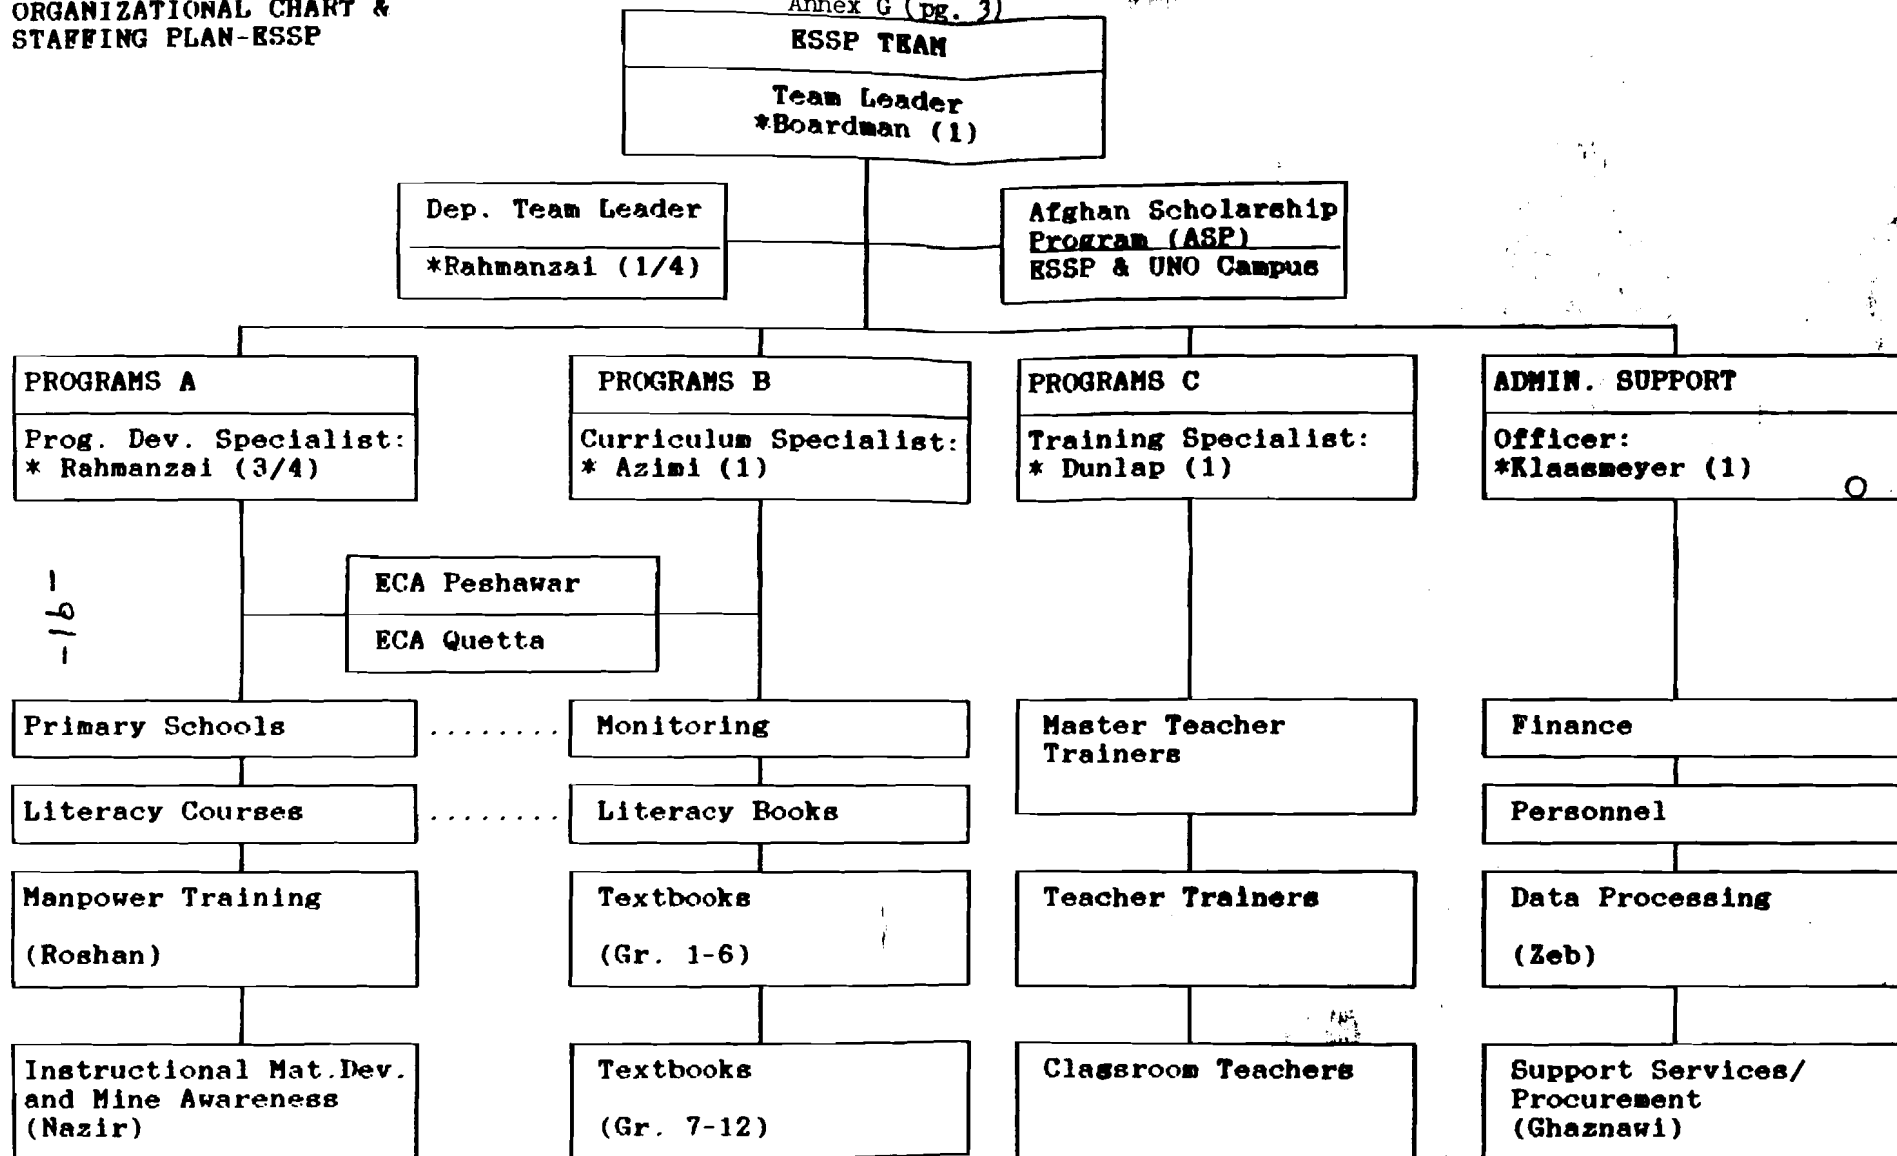 ORGANIZATIONAL CHART &
STAFFING PLAN-ESSP
Annex G (pg. 3)
ESSP TEAM
Team Leader
*Boardman (1)
Dep. Team Leader
*Rahmanzai (1/4)
Afghan Scholarship
Program (ASP)
ESSP & UNO Campus
PROGRAMS A
Prog. Dev. Specialist:
* Rahmanzai (3/4)
PROGRAMS B
Curriculum Specialist:
* Azimi (1)
PROGRAMS C
Training Specialist:
* Dunlap (1)
ADMIN. SUPPORT
Officer:
*Klaasmeyer (1)
ECA Peshawar
ECA Quetta
-16-
Primary Schools ........ Monitoring
Literacy Courses ........ Literacy Books
Manpower Training
(Roshan)
Textbooks
(Gr. 1-6)
Instructional Mat.Dev.
and Mine Awareness
(Nazir)
Textbooks
(Gr. 7-12)
Master Teacher
Trainers
Teacher Trainers
Classroom Teachers
Finance
Personnel
Data Processing
(Zeb)
Support Services/
Procurement
(Ghaznawi)